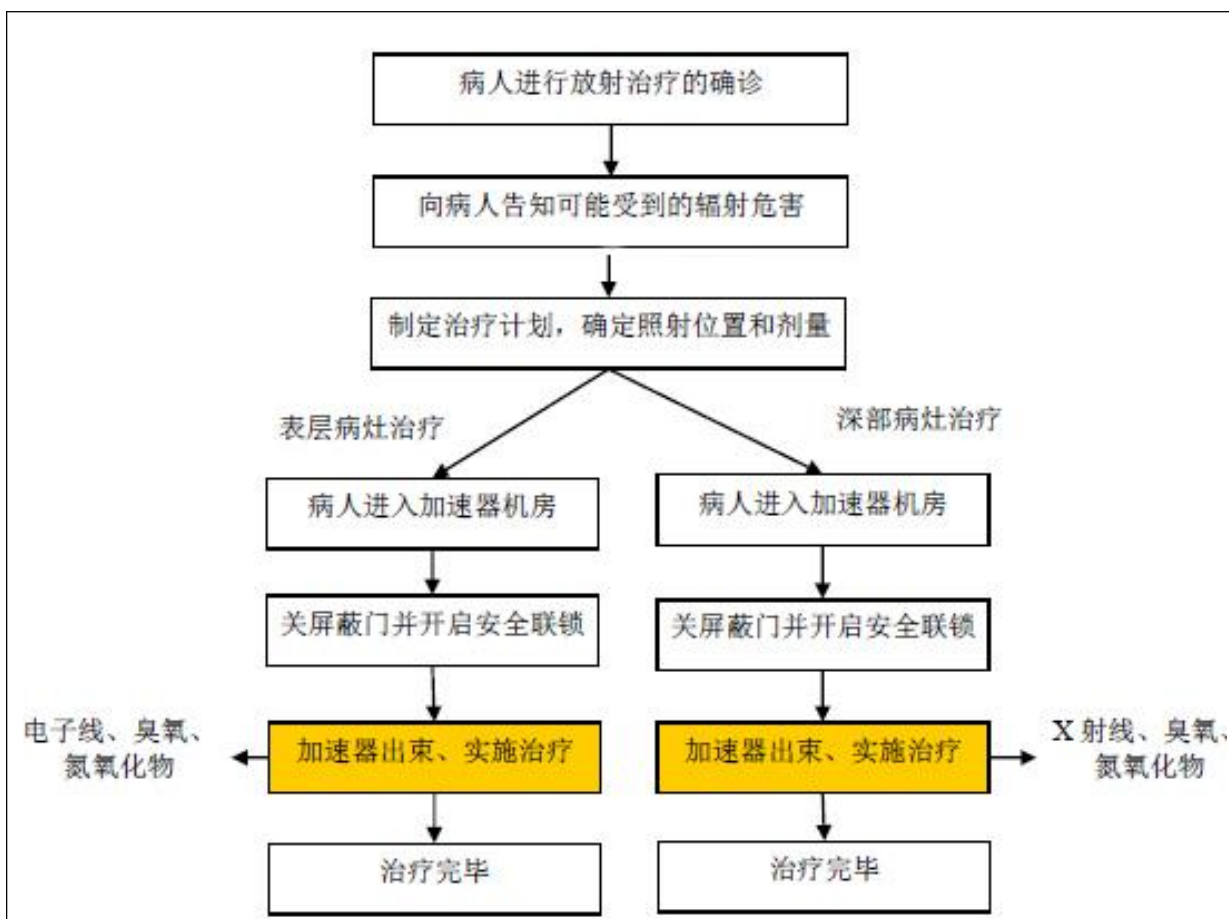 病人进行放射治疗的确诊
向病人告知可能受到的辐射危害
制定治疗计划，确定照射位置和剂量
表层病灶治疗
深部病灶治疗
病人进入加速器机房
病人进入加速器机房
关屏蔽门并开启安全联锁
关屏蔽门并开启安全联锁
电子线、臭氧、
氮氧化物
加速器出束、实施治疗
加速器出束、实施治疗
X 射线、臭氧、
氮氧化物
治疗完毕
治疗完毕